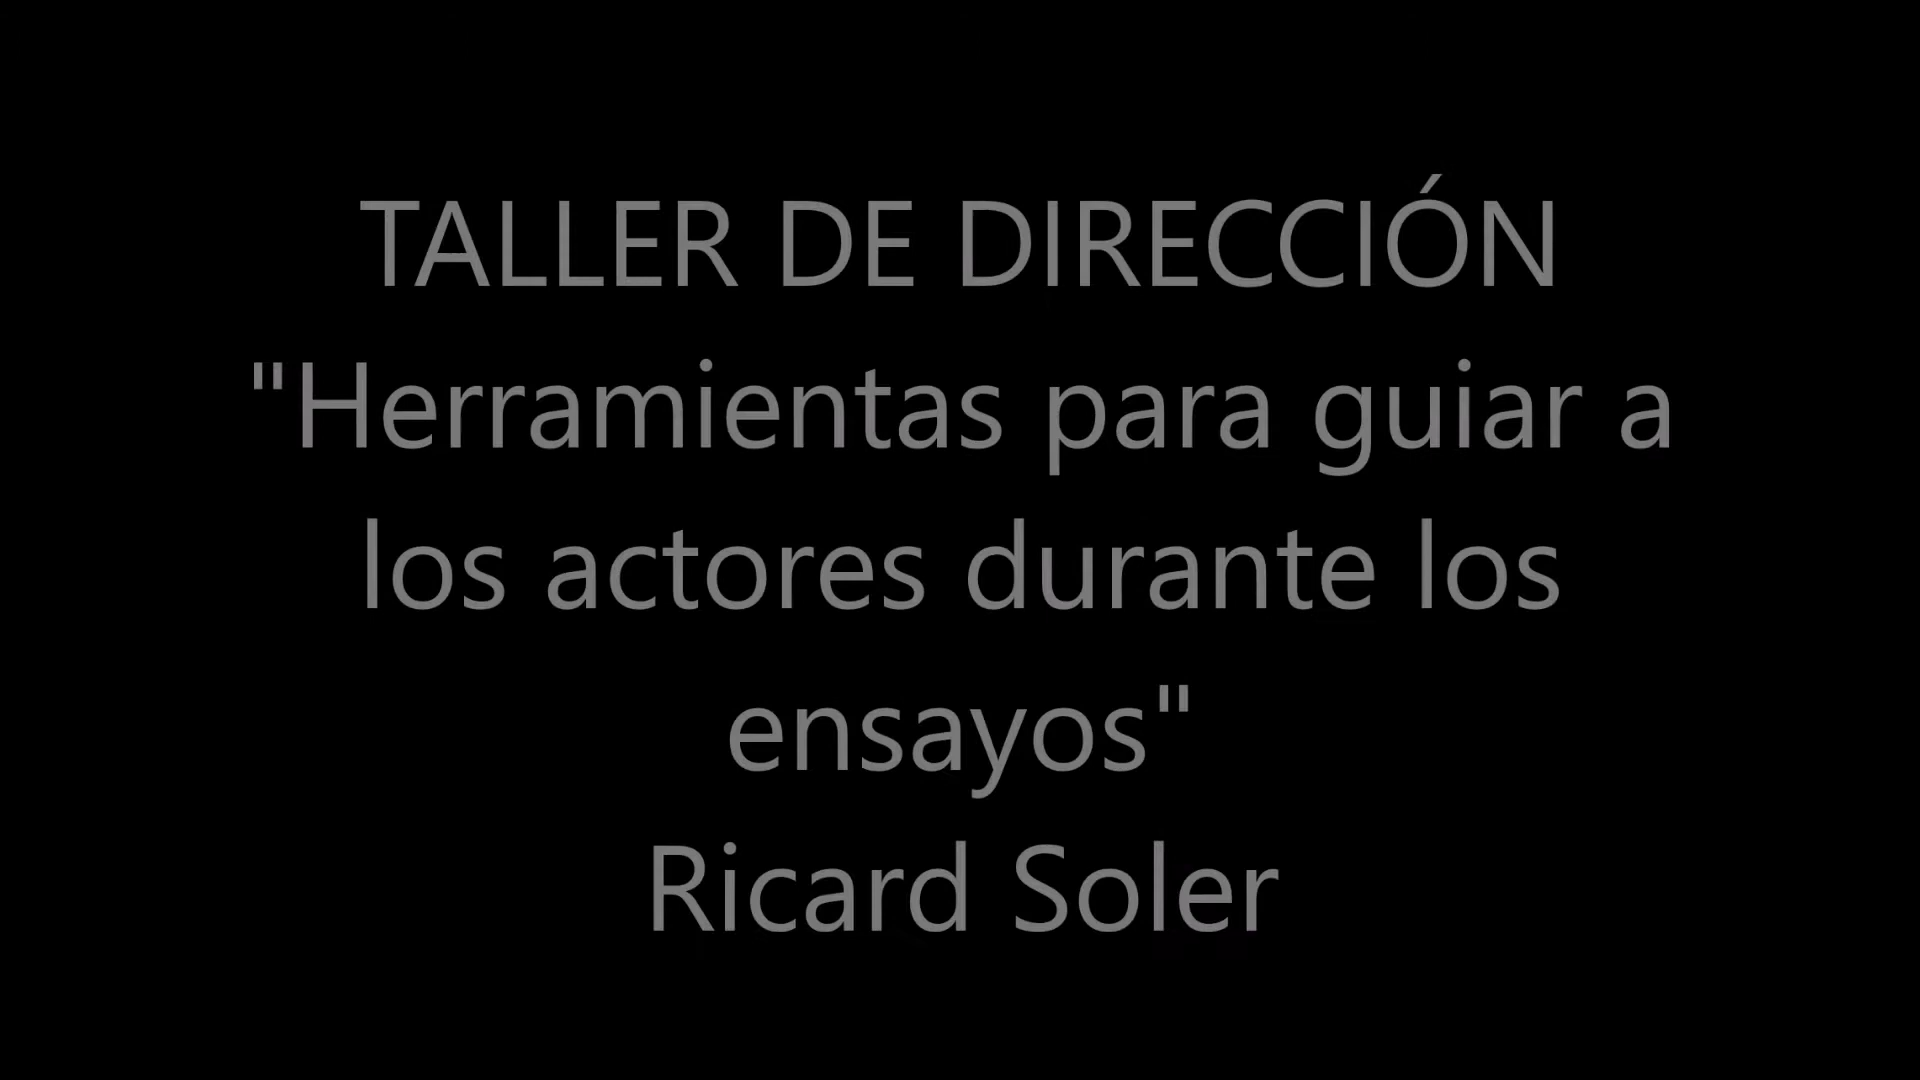 TALLER DE DIRECCIÓN
"Herramientas para guiar a
los actores durante los
ensayos"
Ricard Soler